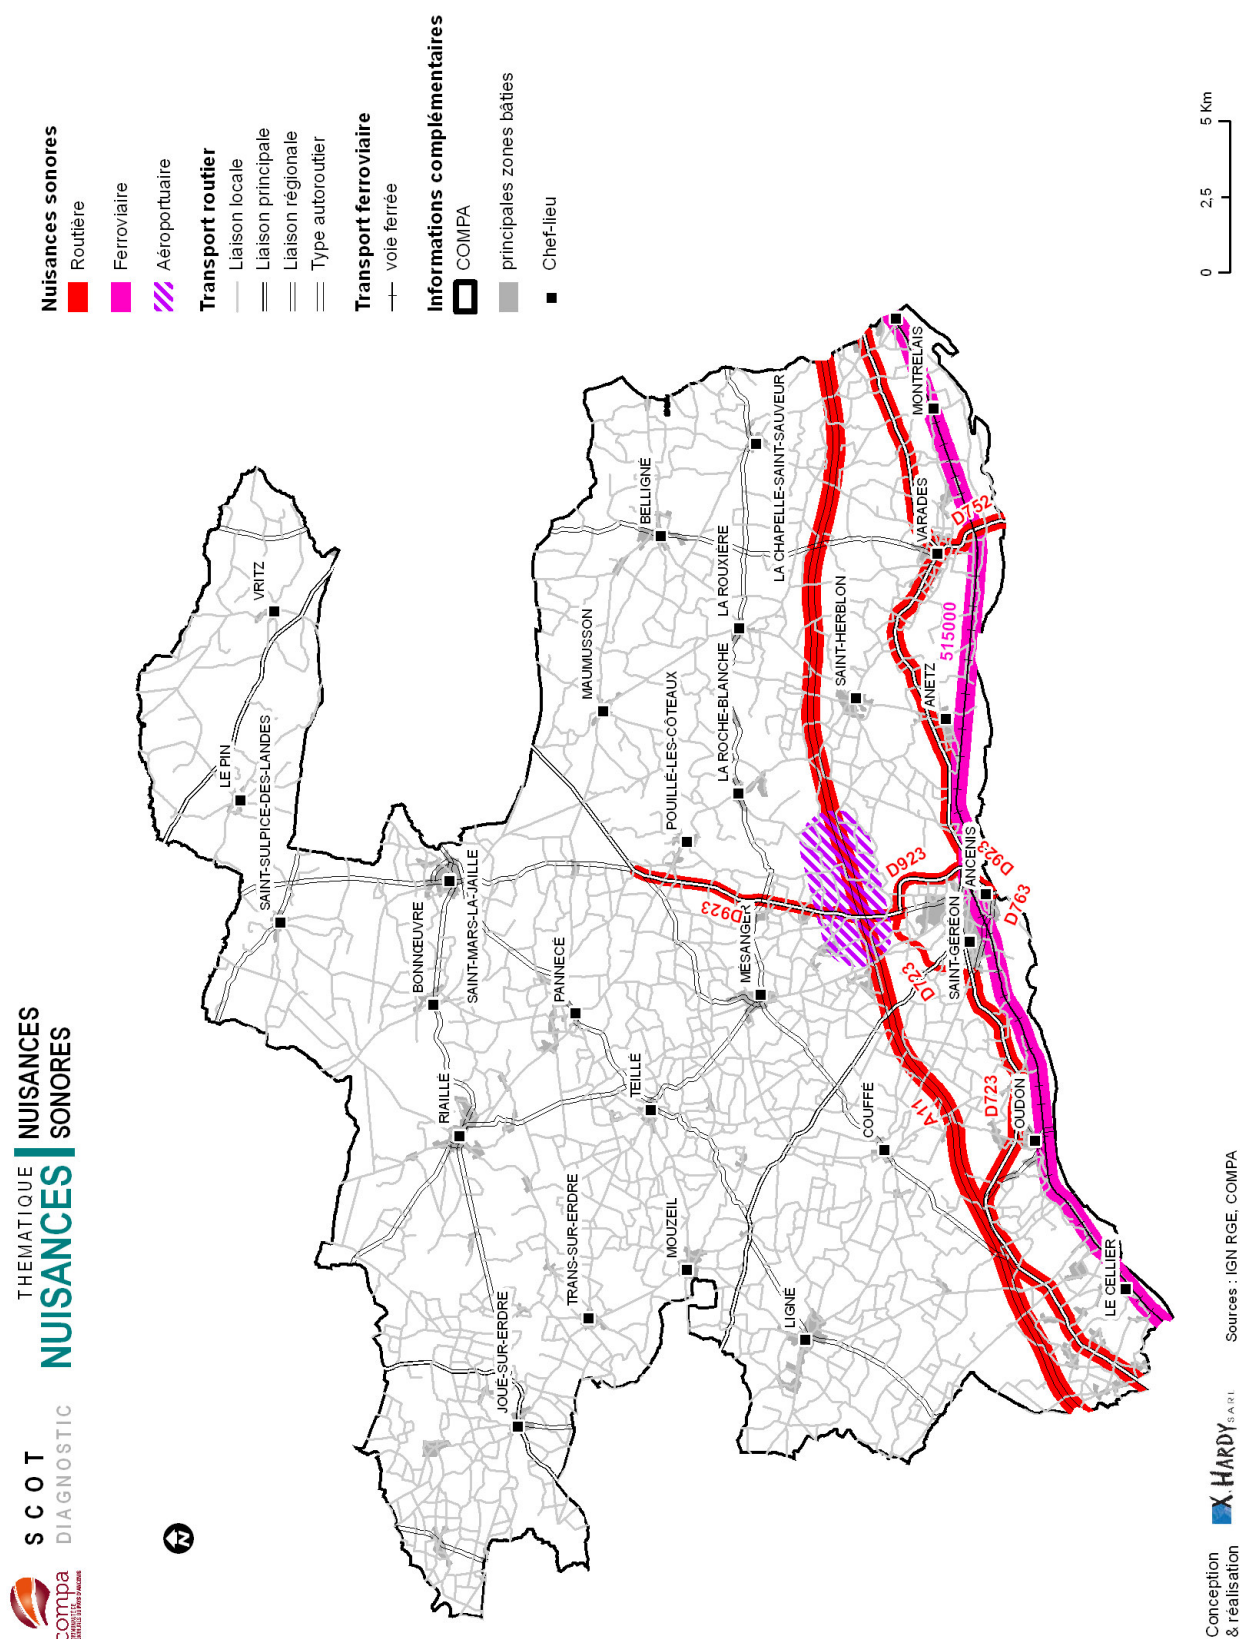 compa
S C O T
DIAGNOSTIC
THEMATIQUE
NUISANCES
NUISANCES
SONORES
N
Nuisances sonores
Routière
Ferroviaire
Aéroportuaire
Transport routier
Liaison locale
Liaison principale
Liaison régionale
Type autoroutier
Transport ferroviaire
voie ferrée
Informations complémentaires
COMPA
principales zones bâties
Chef-lieu
VRITZ
LE PIN
SAINT-SULPICE-DES-LANDES
BONNŒUVRE
SAINT-MARS-LA-JAILLE
RIAILLÉ
PANNECÉ
MAUMUSSON
BELLIGNÉ
JOUÉ-SUR-ERDRE
TRANS-SUR-ERDRE
TEILLÉ
POUILLÉ-LES-CÔTEAUX
MOUZEIL
MÉSANGER
D923
LA ROCHE-BLANCHE
LA ROUXIÈRE
LA CHAPELLE-SAINT-SAUVEUR
LIGNÉ
COUFFÉ
SAINT-HERBLON
A11
D723
D923
SAINT-GÉRÉON
ANCENIS
D923
D763
ANETZ
515000
VARADES
D752
MONTRELAIS
D723
OUDON
LE CELLIER
0 2.5 5 Km
Conception
& réalisation
X.HARDY SARL
Sources : IGN RGE, COMPA